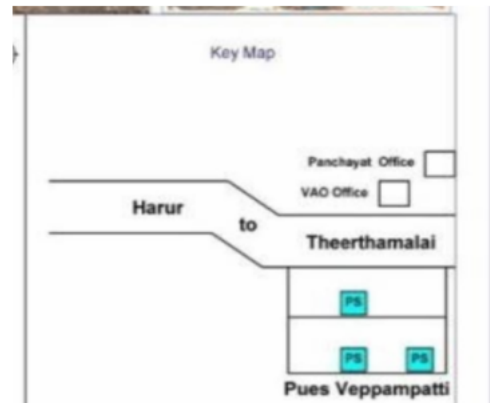 Key Map
Panchayat Office
VAO Office
Harur
to
Theerthamalai
PS
PS PS
Pues Veppampatti